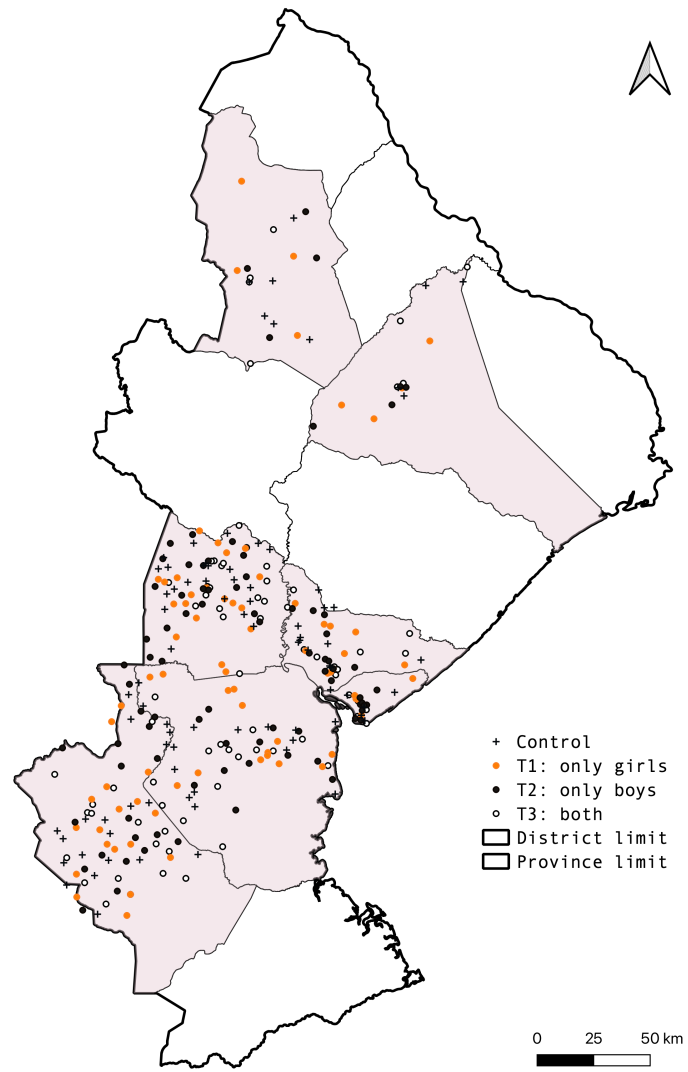 Control
T1: only girls
T2: only boys
T3: both
District limit
Province limit
0 25 50 km